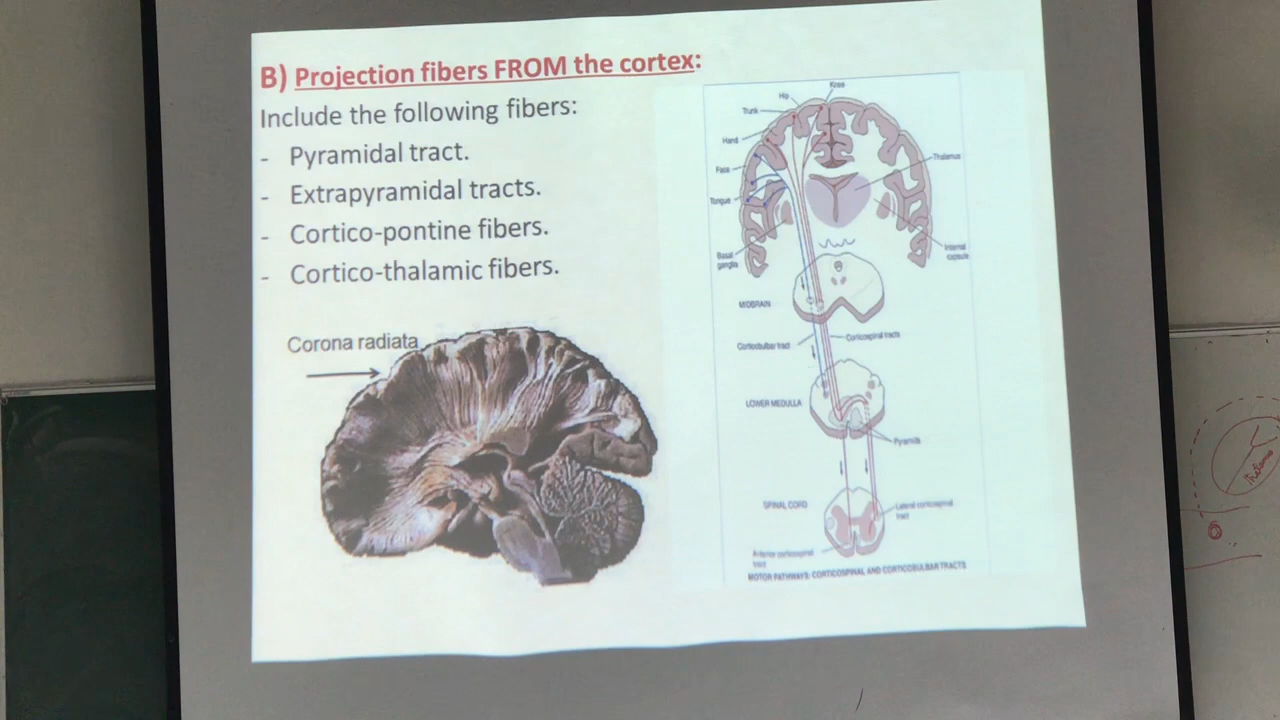 B) Projection fibers FROM the cortex:
Include the following fibers:
- Pyramidal tract.
- Extrapyramidal tracts.
- Cortico-pontine fibers.
- Cortico-thalamic fibers.
Corona radiata
Knee
Hip
Trunk
Hand
Face
Tongue
Thalamus
Basal
ganglia
Internal
capsule
MIDBRAIN
Corticobulbar tract
Corticospinal tracts
LOWER MEDULLA
Pyramids
SPINAL CORD
Lateral corticospinal
tract
Anterior corticospinal
tract
MOTOR PATHWAYS: CORTICOSPINAL AND CORTICOBULBAR TRACTS
thalamus